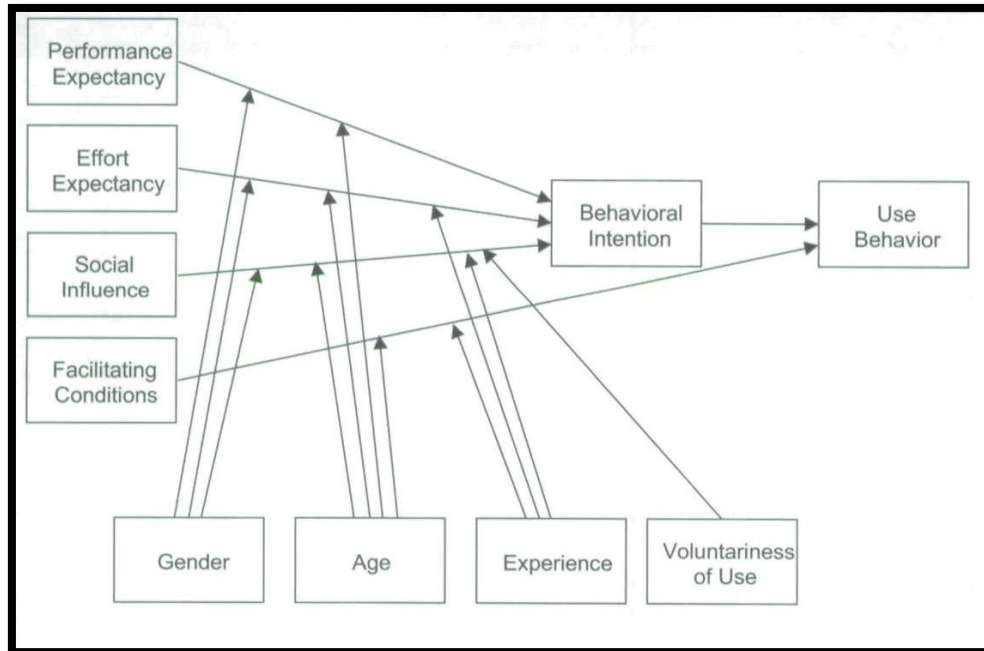 Performance
Expectancy
Effort
Expectancy
Social
Influence
Facilitating
Conditions
Behavioral
Intention
Use
Behavior
Gender
Age
Experience
Voluntariness
of Use